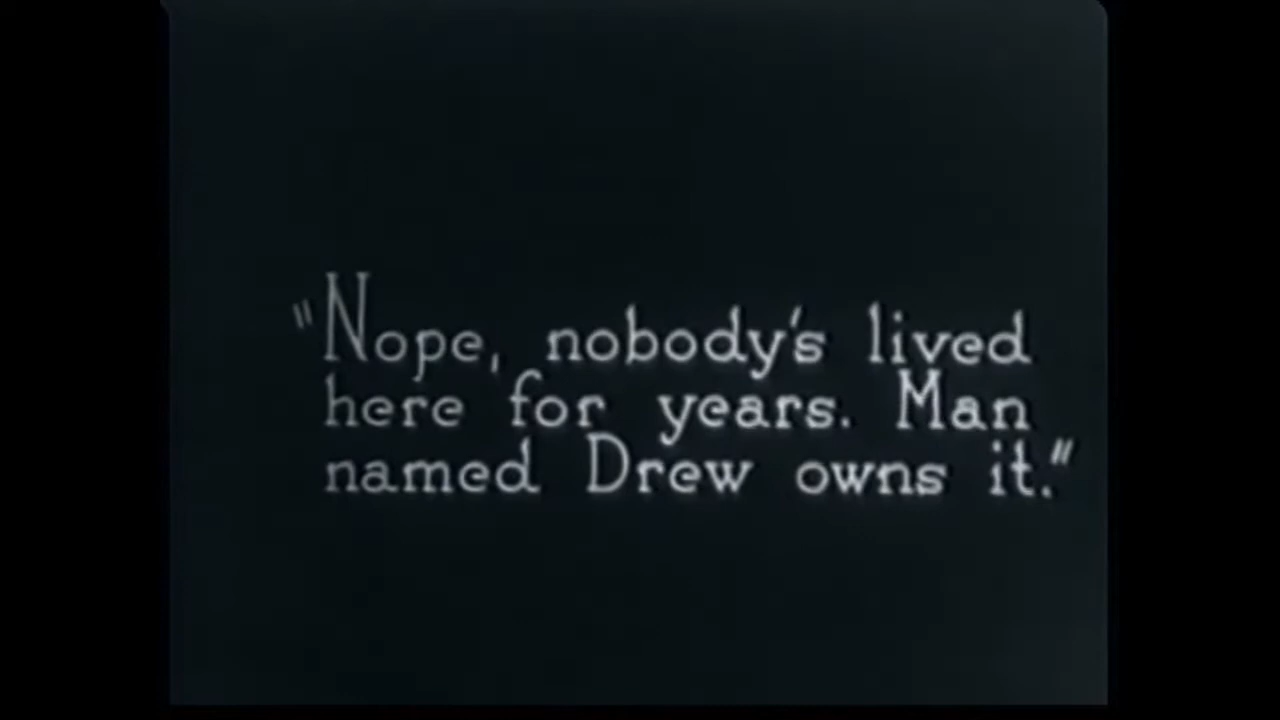 "Nope, nobody's lived
here for years. Man
named Drew owns it."